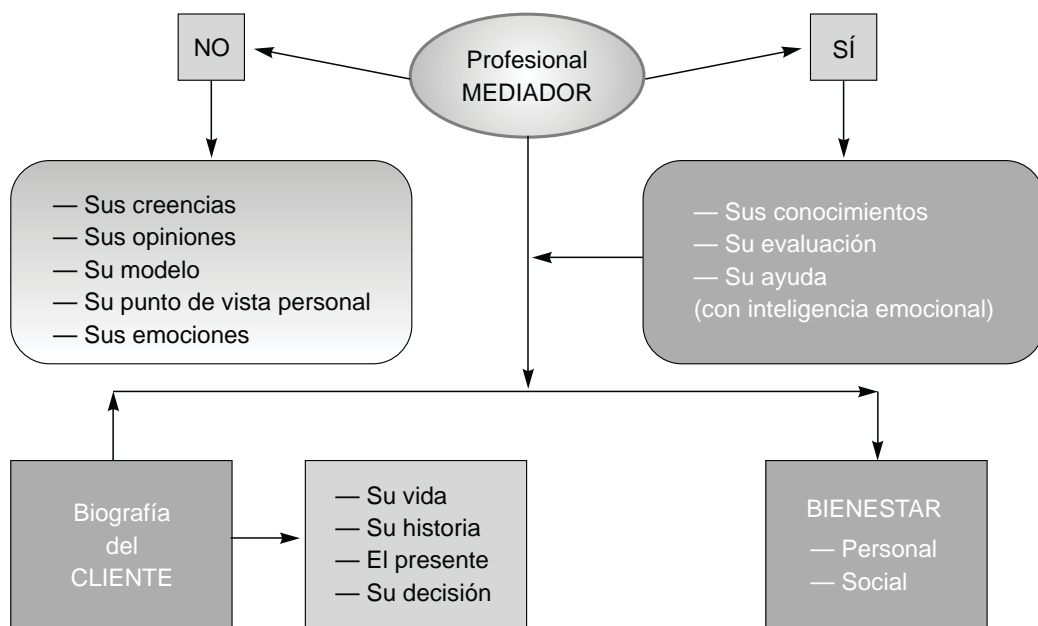 NO
Profesional
MEDIADOR
SÍ
— Sus creencias
— Sus opiniones
— Su modelo
— Su punto de vista personal
— Sus emociones
— Sus conocimientos
— Su evaluación
— Su ayuda
(con inteligencia emocional)
Biografía
del
CLIENTE
— Su vida
— Su historia
— El presente
— Su decisión
BIENESTAR
— Personal
— Social